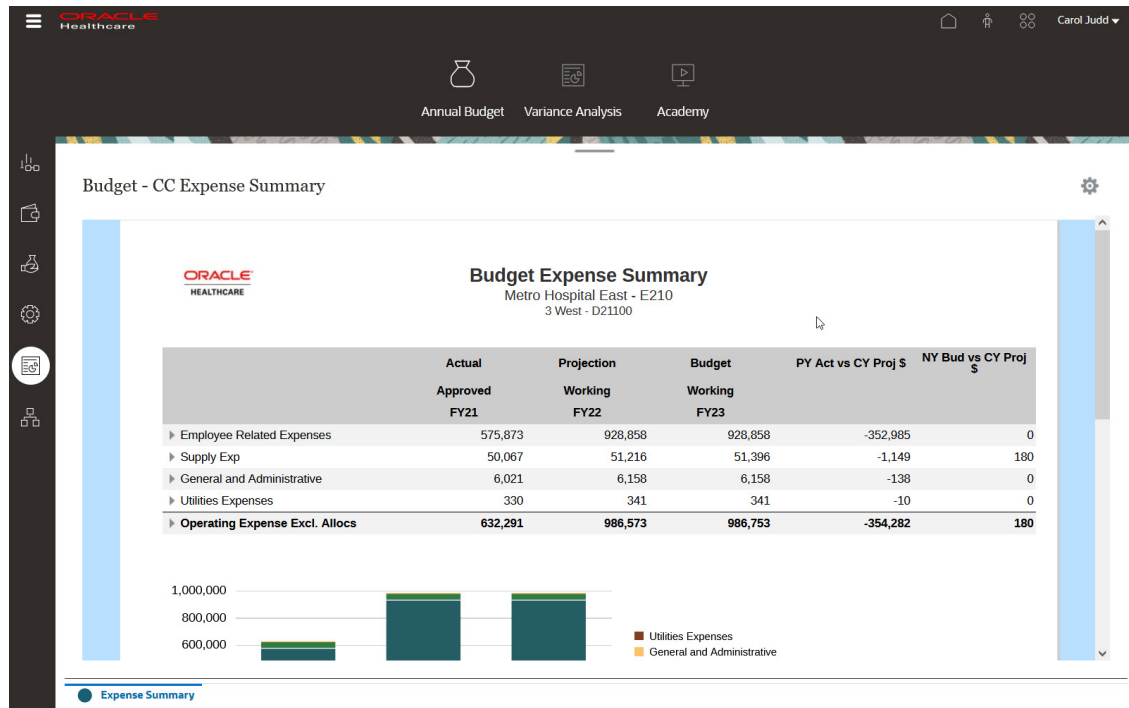 ORACLE
Healthcare
Carol Judd
Annual Budget Variance Analysis Academy
Budget - CC Expense Summary
ORACLE
HEALTHCARE
Budget Expense Summary
Metro Hospital East - E210
3 West - D21100
Actual Projection Budget PY Act vs CY Proj $ NY Bud vs CY Proj
$
Approved Working Working
FY21 FY22 FY23
Employee Related Expenses 575,873 928,858 928,858 -352,985 0
Supply Exp 50,067 51,216 51,396 -1,149 180
General and Administrative 6,021 6,158 6,158 -138 0
Utilities Expenses 330 341 341 -10 0
Operating Expense Excl. Allocs 632,291 986,573 986,753 -354,282 180
1,000,000
800,000
600,000
Utilities Expenses
General and Administrative
Expense Summary